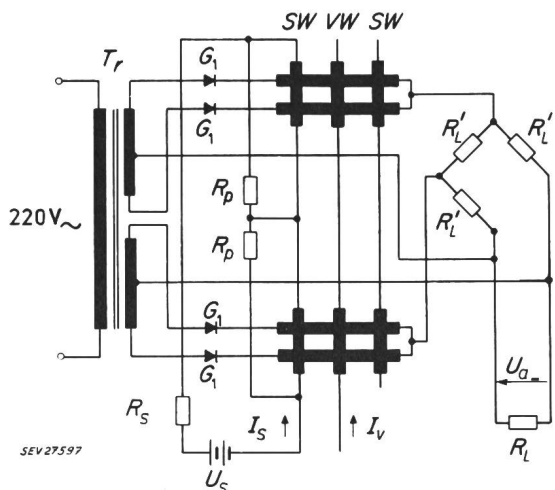 SW VW SW
Tr
G1
G1
RL' RL'
Rp
RL'
220V~
Rp
G1
G1
Ua=
RS
IS
Iv
RL
SEV27597
US